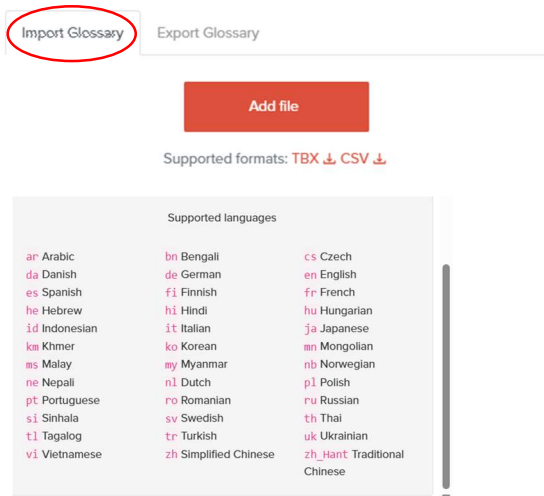 Import Glossary
Export Glossary
Add file
Supported formats: TBX CSV
Supported languages
ar Arabic bn Bengali cs Czech
da Danish de German en English
es Spanish fi Finnish fr French
he Hebrew hi Hindi hu Hungarian
id Indonesian it Italian ja Japanese
km Khmer ko Korean mn Mongolian
ms Malay my Myanmar nb Norwegian
ne Nepali nl Dutch pl Polish
pt Portuguese ro Romanian ru Russian
si Sinhala sv Swedish th Thai
tl Tagalog tr Turkish uk Ukrainian
vi Vietnamese zh Simplified Chinese zh_Hant Traditional
Chinese